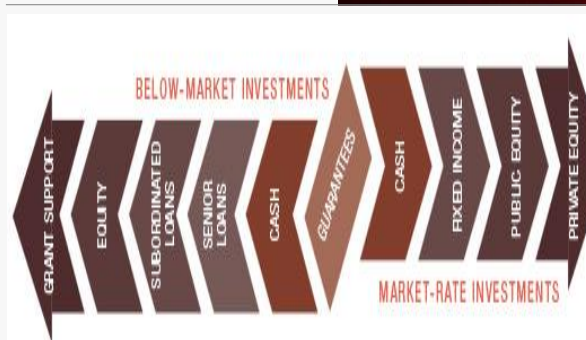 BELOW-MARKET INVESTMENTS
GRANT SUPPORT
EQUITY
SUBORDINATED
LOANS
SENIOR
LOANS
CASH
GUARANTEES
CASH
FIXED INCOME
PUBLIC EQUITY
PRIVATE EQUITY
MARKET-RATE INVESTMENTS